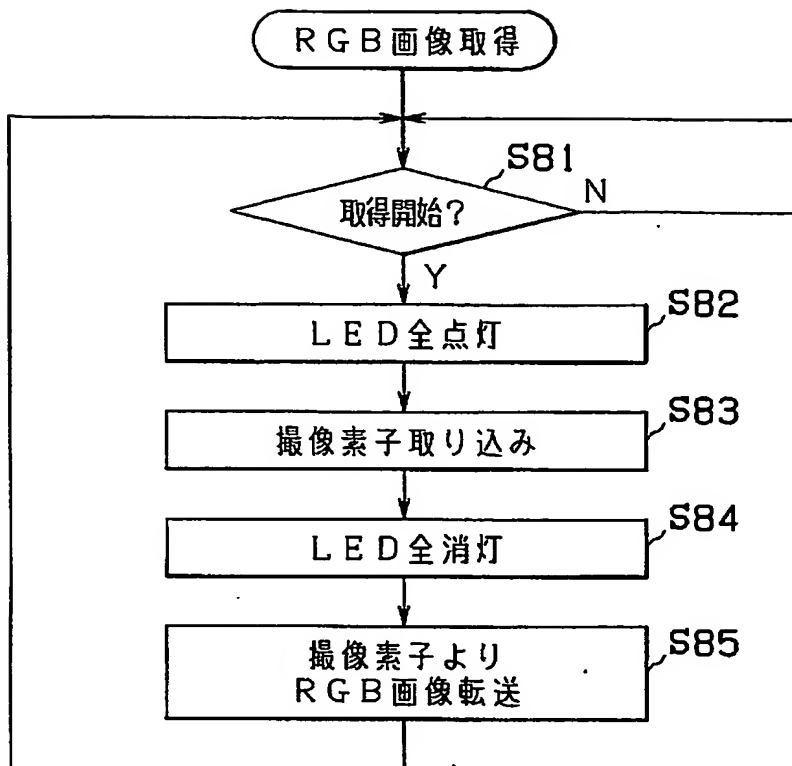 RGB画像取得
S81
取得開始?
N
Y
S82
LED全点灯
S83
撮像素子取り込み
S84
LED全消灯
S85
撮像素子より
RGB画像転送